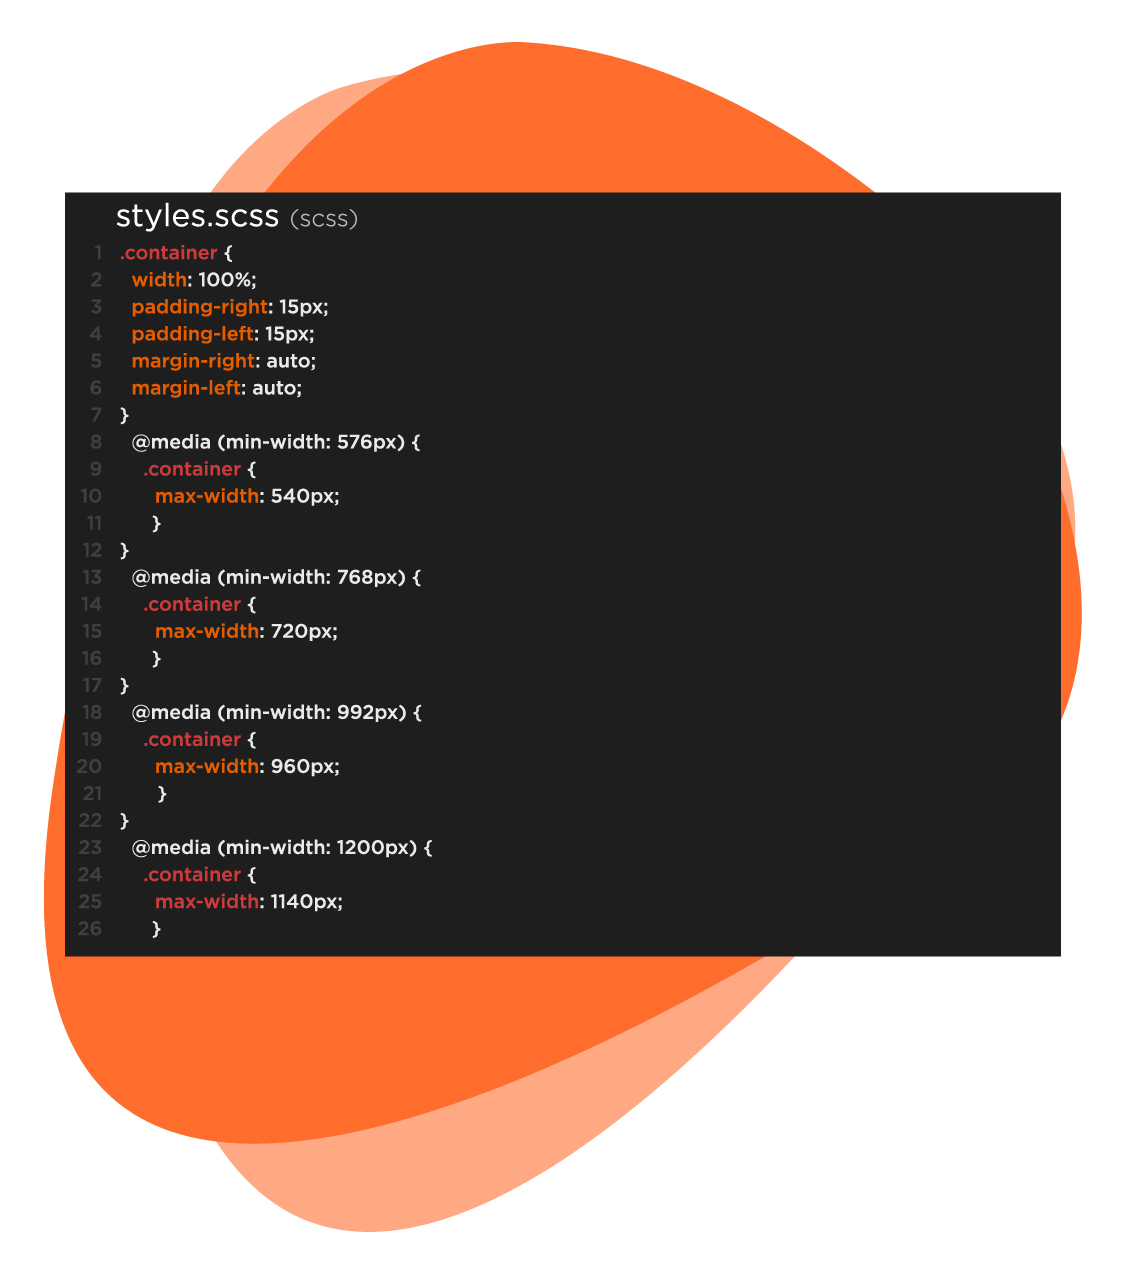 styles.scss (scss)
1 .container {
2 width: 100%;
3 padding-right: 15px;
4 padding-left: 15px;
5 margin-right: auto;
6 margin-left: auto;
7 }
8 @media (min-width: 576px) {
9 .container {
10 max-width: 540px;
11 }
12 }
13 @media (min-width: 768px) {
14 .container {
15 max-width: 720px;
16 }
17 }
18 @media (min-width: 992px) {
19 .container {
20 max-width: 960px;
21 }
22 }
23 @media (min-width: 1200px) {
24 .container {
25 max-width: 1140px;
26 }